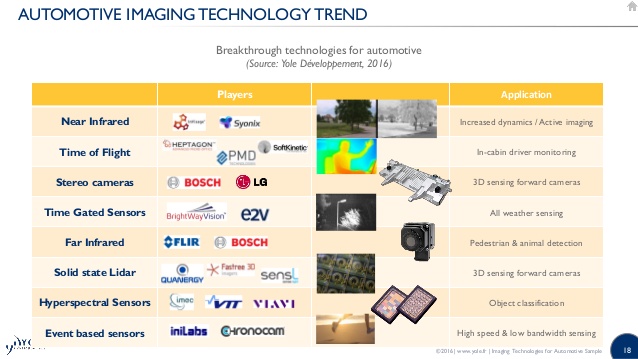 AUTOMOTIVE IMAGING TECHNOLOGY TREND
Breakthrough technologies for automotive
(Source: Yole Développement, 2016)
Players Application
Near Infrared Syonix Increased dynamics / Active imaging
Time of Flight HEPTAGON PMD SoftKinetic In-cabin driver monitoring
Stereo cameras BOSCH LG 3D sensing forward cameras
Time Gated Sensors BrightWayVision e2v All weather sensing
Far Infrared FLIR BOSCH Pedestrian & animal detection
Solid state Lidar QUANERGY Fastree 3D sensL 3D sensing forward cameras
Hyperspectral Sensors imec VTT VIAVI Object classification
Event based sensors iniLabs Chronocam High speed & low bandwidth sensing
©2016 | www.yole.fr | Imaging Technologies for Automotive Sample 18